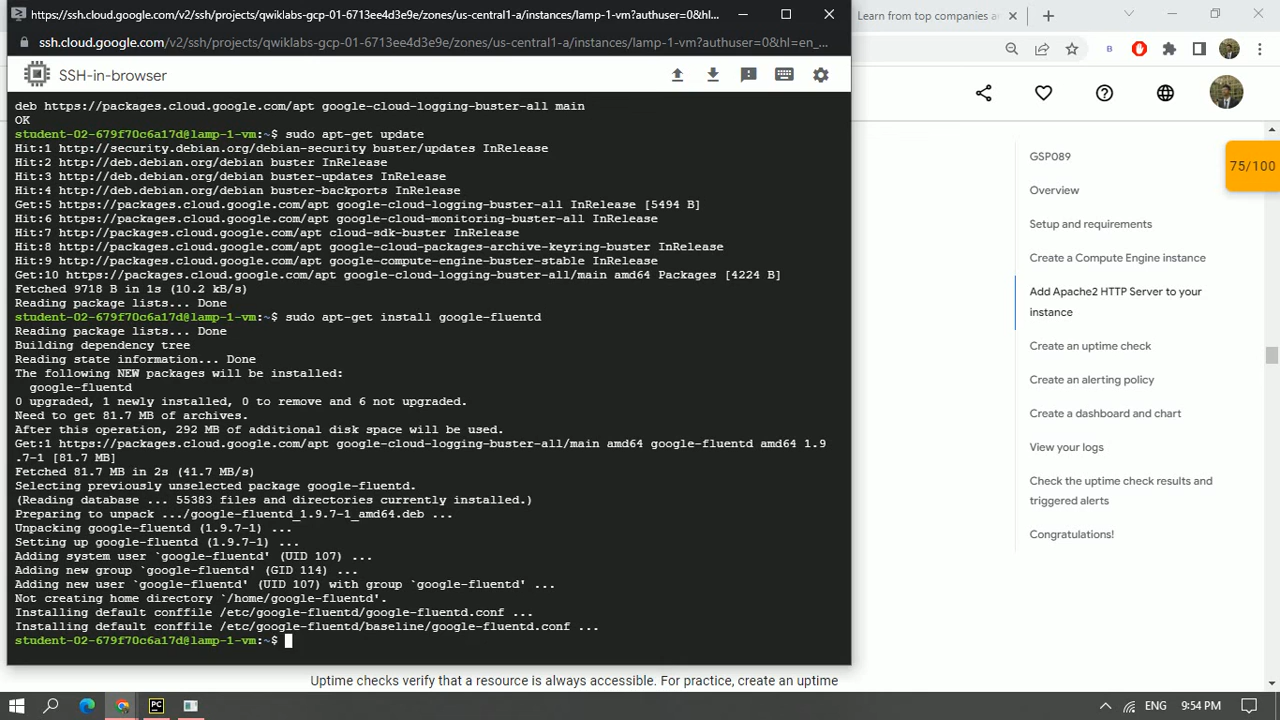 https://ssh.cloud.google.com/v2/ssh/projects/qwiklabs-gcp-01-6713ee4d3e9e/zones/us-central1-a/instances/lamp-1-vm?authuser=0&hl...
Learn from top companies a
ssh.cloud.google.com/v2/ssh/projects/qwiklabs-gcp-01-6713ee4d3e9e/zones/us-central1-a/instances/lamp-1-vm?authuser=0&hl=en_...
SSH-in-browser
deb https://packages.cloud.google.com/apt google-cloud-logging-buster-all main
OK
student-02-679f70c6a17d@lamp-1-vm:~$ sudo apt-get update
Hit:1 http://security.debian.org/debian-security buster/updates InRelease
Hit:2 http://deb.debian.org/debian buster InRelease
Hit:3 http://deb.debian.org/debian buster-updates InRelease
Hit:4 http://deb.debian.org/debian buster-backports InRelease
Get:5 https://packages.cloud.google.com/apt google-cloud-logging-buster-all InRelease [5494 B]
Hit:6 https://packages.cloud.google.com/apt google-cloud-monitoring-buster-all InRelease
Hit:7 http://packages.cloud.google.com/apt cloud-sdk-buster InRelease
Hit:8 http://packages.cloud.google.com/apt google-cloud-packages-archive-keyring-buster InRelease
Hit:9 http://packages.cloud.google.com/apt google-compute-engine-buster-stable InRelease
Get:10 https://packages.cloud.google.com/apt google-cloud-logging-buster-all/main amd64 Packages [4224 B]
Fetched 9718 B in 1s (10.2 kB/s)
Reading package lists... Done
student-02-679f70c6a17d@lamp-1-vm:~$ sudo apt-get install google-fluentd
Reading package lists... Done
Building dependency tree
Reading state information... Done
The following NEW packages will be installed:
google-fluentd
0 upgraded, 1 newly installed, 0 to remove and 6 not upgraded.
Need to get 81.7 MB of archives.
After this operation, 292 MB of additional disk space will be used.
Get:1 https://packages.cloud.google.com/apt google-cloud-logging-buster-all/main amd64 google-fluentd amd64 1.9
.7-1 [81.7 MB]
Fetched 81.7 MB in 2s (41.7 MB/s)
Selecting previously unselected package google-fluentd.
(Reading database ... 55383 files and directories currently installed.)
Preparing to unpack .../google-fluentd_1.9.7-1_amd64.deb ...
Unpacking google-fluentd (1.9.7-1) ...
Setting up google-fluentd (1.9.7-1) ...
Adding system user `google-fluentd' (UID 107) ...
Adding new group `google-fluentd' (GID 114) ...
Adding new user `google-fluentd' (UID 107) with group `google-fluentd' ...
Not creating home directory `/home/google-fluentd'.
Installing default conffile /etc/google-fluentd/google-fluentd.conf ...
Installing default conffile /etc/google-fluentd/baseline/google-fluentd.conf ...
student-02-679f70c6a17d@lamp-1-vm:~$
GSP089
75/100
Overview
Setup and requirements
Create a Compute Engine instance
Add Apache2 HTTP Server to your
instance
Create an uptime check
Create an alerting policy
Create a dashboard and chart
View your logs
Check the uptime check results and
triggered alerts
Congratulations!
Uptime checks verify that a resource is always accessible. For practice, create an uptime
ENG
9:54 PM